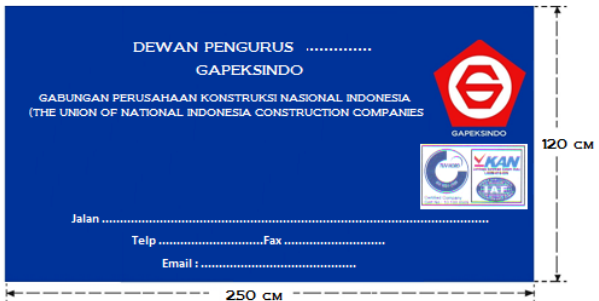 DEWAN PENGURUS ..............
GAPEKSINDO
GABUNGAN PERUSAHAAN KONSTRUKSI NASIONAL INDONESIA
(THE UNION OF NATIONAL INDONESIA CONSTRUCTION COMPANIES
GAPEKSINDO
KAN
IAF
120 CM
Jalan ........................................................................................
Telp ........................Fax .......................
Email : ...................................
250 CM